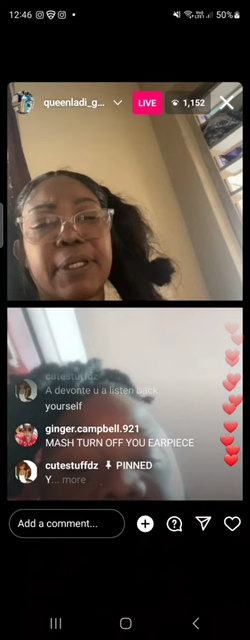 12:46
50%
queenladi_g...
LIVE
1,152
cutestuffdz
A devonte u a listen back
yourself
ginger.campbell.921
MASH TURN OFF YOU EARPIECE
cutestuffdz PINNED
Y... more
Add a comment...